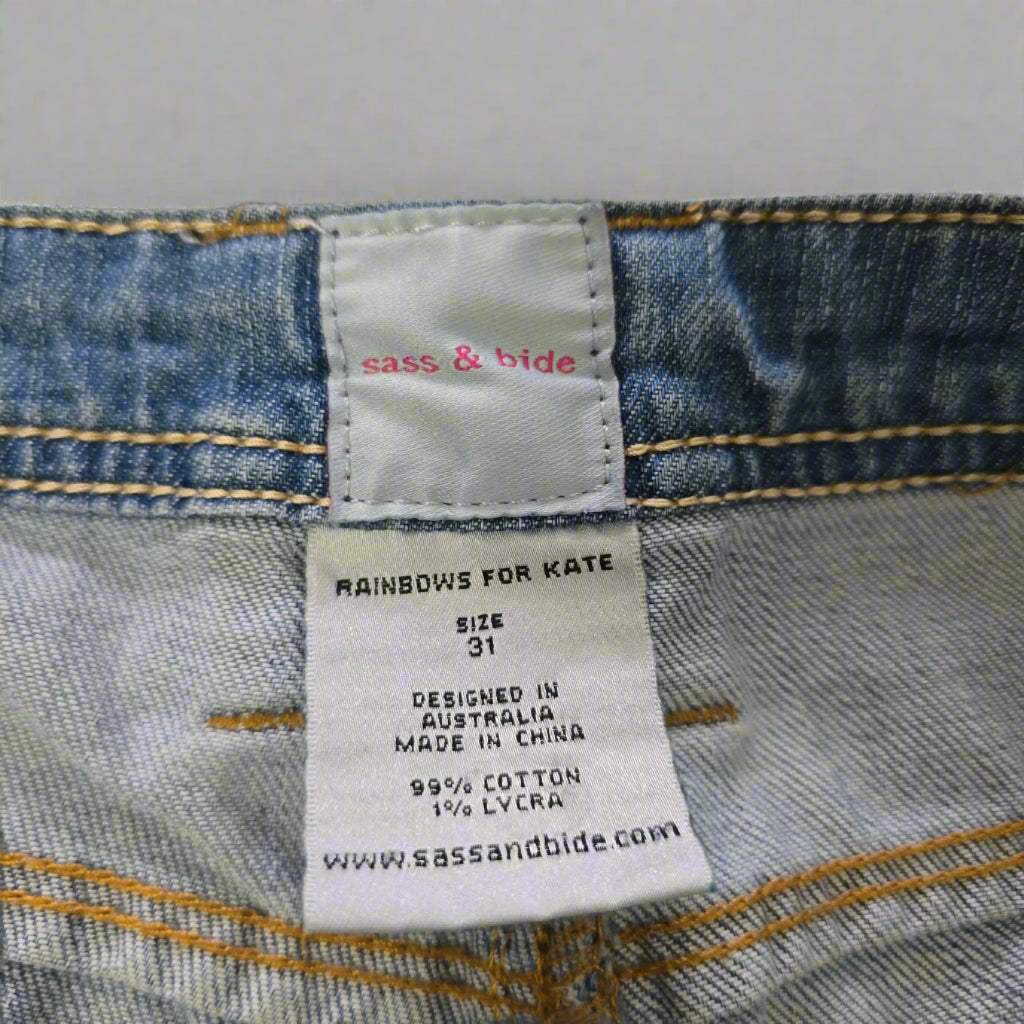 sass & bide
RAINBOWS FOR KATE
SIZE
31
DESIGNED IN
AUSTRALIA
MADE IN CHINA
99% COTTON
1% LYCRA
www.sassandbide.com